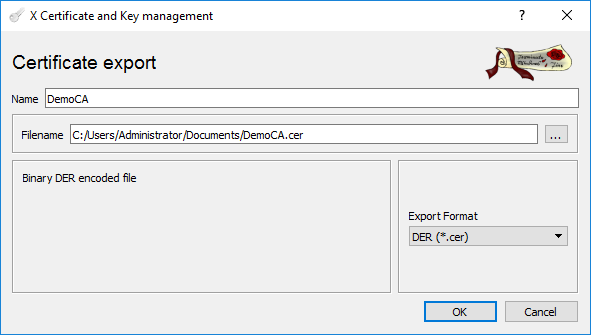 X Certificate and Key management
?
Certificate export
Name DemoCA
Filename C:/Users/Administrator/Documents/DemoCA.cer ...
Binary DER encoded file
Export Format
DER (*.cer)
OK Cancel